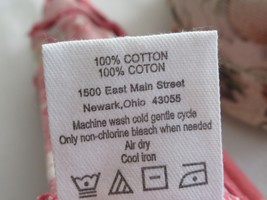 100% COTTON
100% COTON
1500 East Main Street
Newark,Ohio 43055
Machine wash cold gentle cycle
Only non-chlorine bleach when needed
Air dry
Cool iron